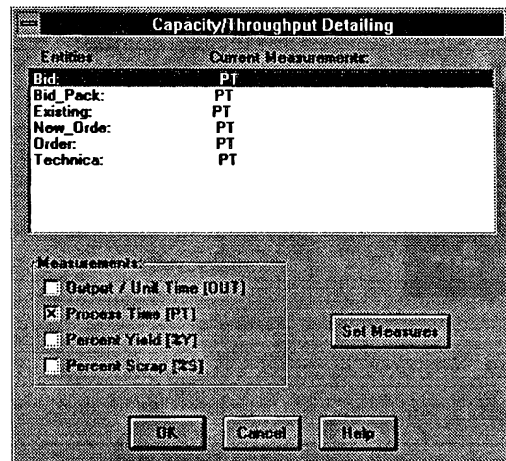 Capacity/Throughput Detailing
Entities Current Measurements:
Bid: PT
Bid_Pack: PT
Existing: PT
New_Orde: PT
Order: PT
Technica: PT
Measurements:
Output / Unit Time [OUT]
Process Time [PT]
Percent Yield [%Y]
Percent Scrap [%S]
Set Measures
OK Cancel Help